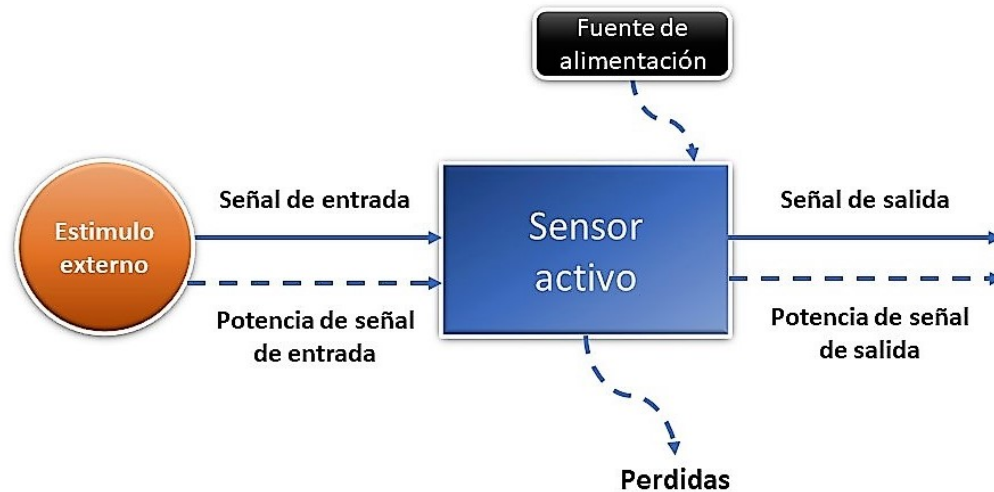 Fuente de
alimentación
Señal de entrada
Señal de salida
Estimulo
externo
Sensor
activo
Potencia de señal
de entrada
Potencia de señal
de salida
Perdidas